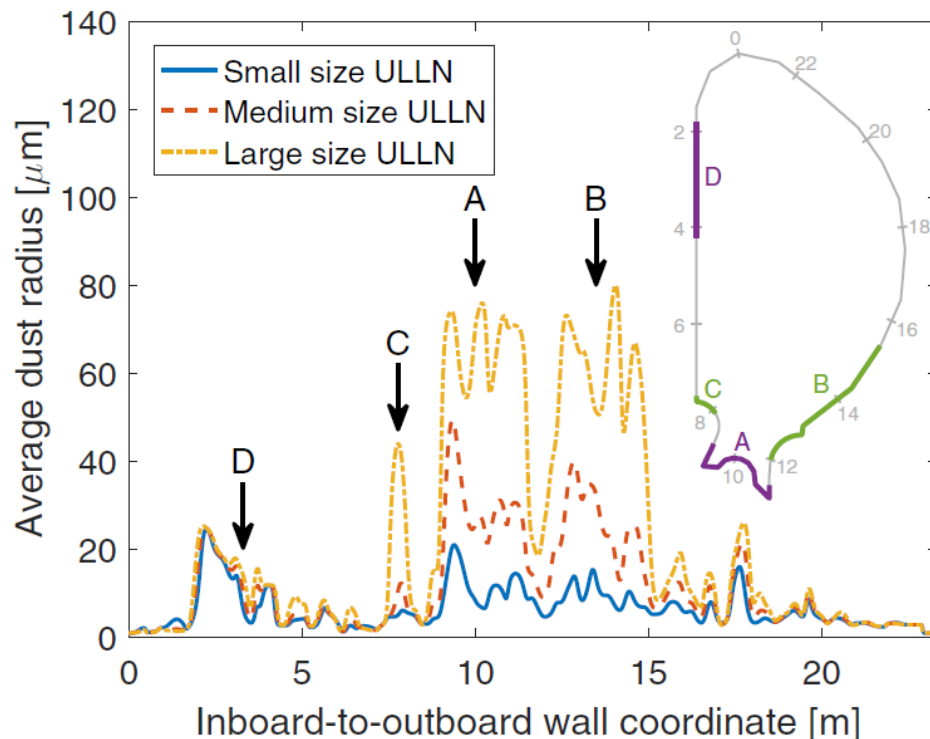 140
120
100
80
60
40
20
0
Average dust radius [μm]
Small size ULLN
Medium size ULLN
Large size ULLN
A
B
C
D
0
22
2
20
D
4
18
6
16
C
B
8
14
A
10
12
0
5
10
15
20
Inboard-to-outboard wall coordinate [m]